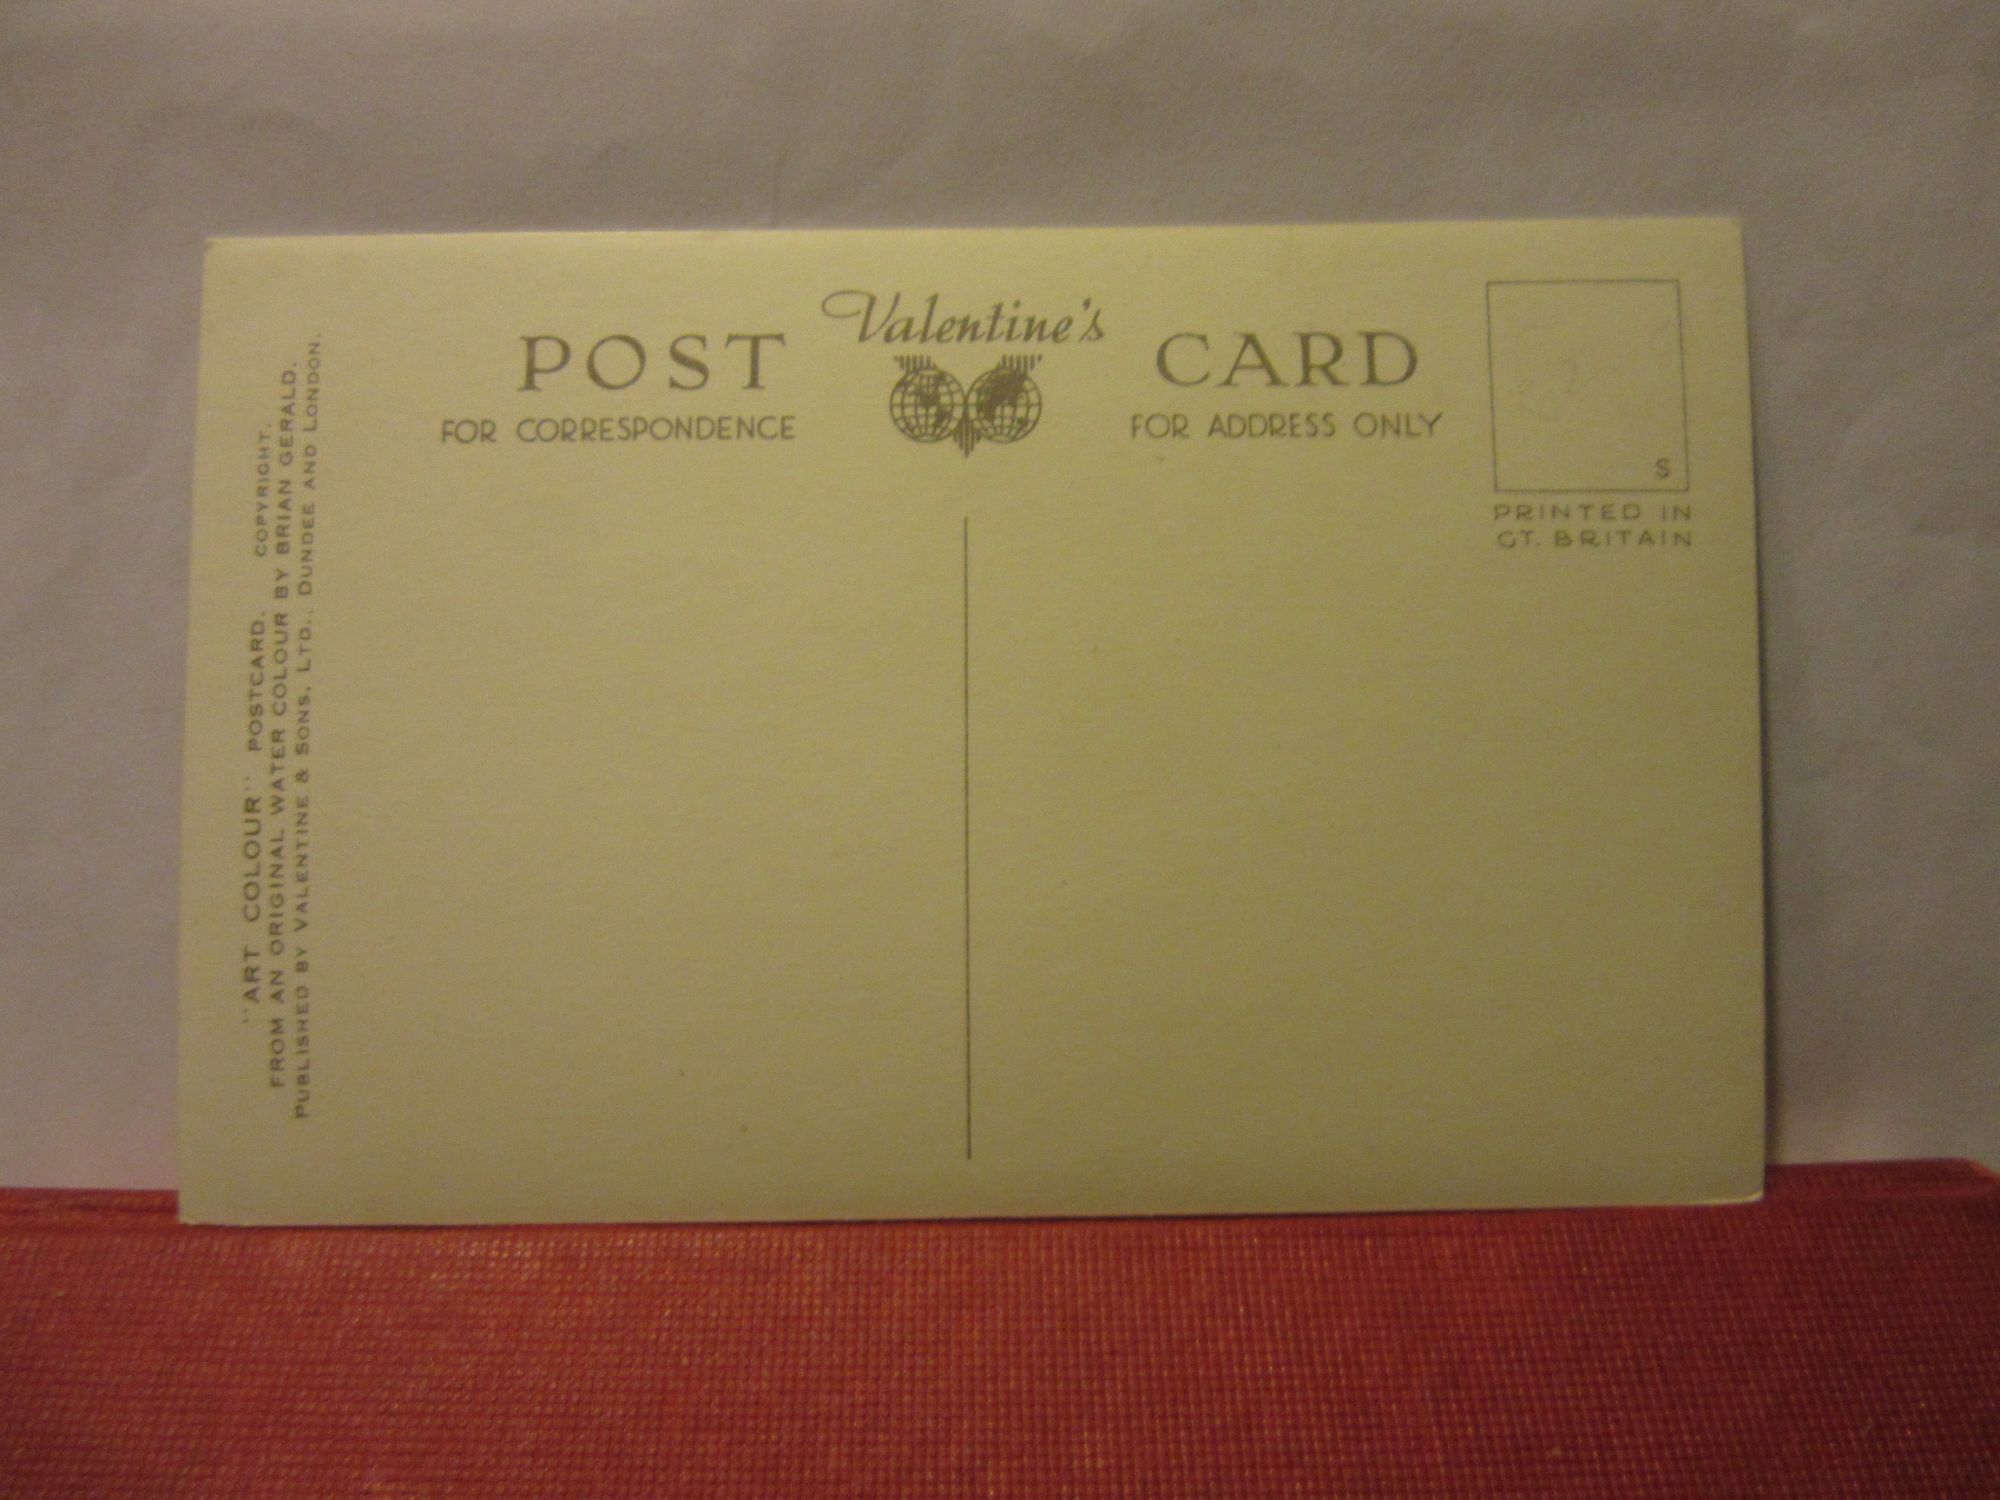 Valentine's
POST CARD
FOR CORRESPONDENCE
FOR ADDRESS ONLY
S
PRINTED IN
GT. BRITAIN
"ART COLOUR" POSTCARD. COPYRIGHT.
FROM AN ORIGINAL WATER COLOUR BY BRIAN GERALD.
PUBLISHED BY VALENTINE & SONS, LTD., DUNDEE AND LONDON.